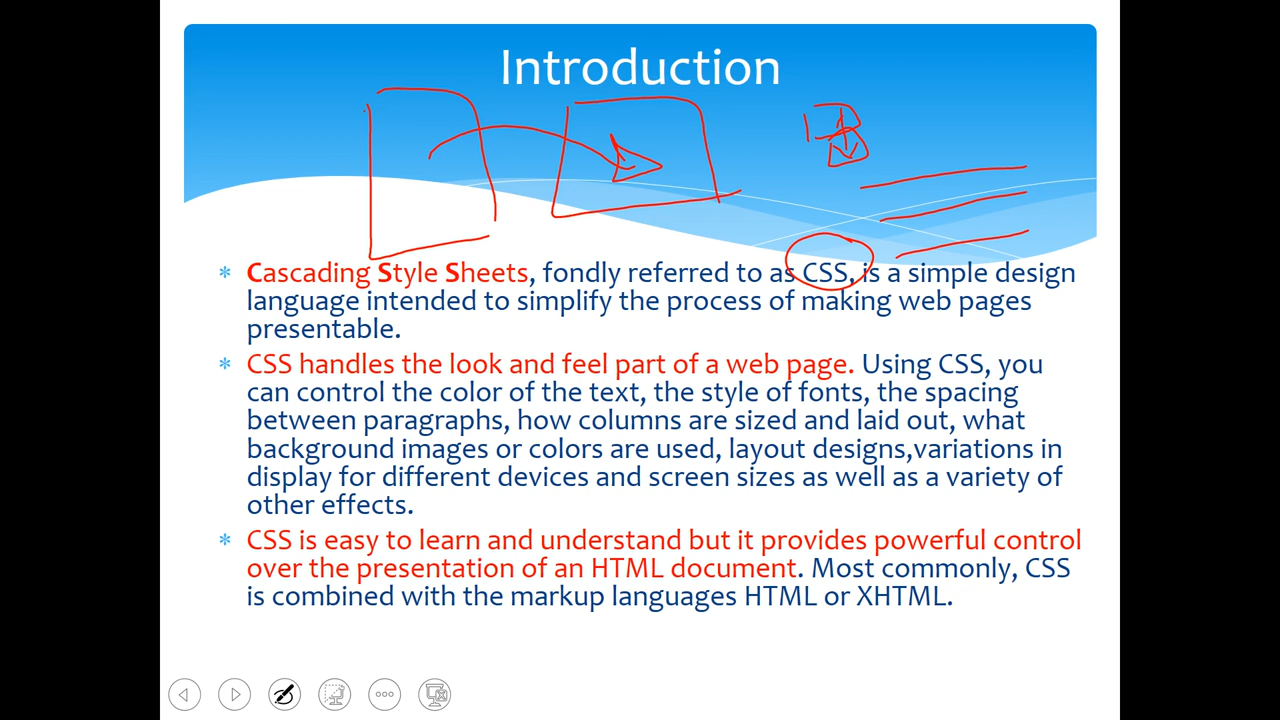 Introduction
* Cascading Style Sheets, fondly referred to as CSS, is a simple design
language intended to simplify the process of making web pages
presentable.
* CSS handles the look and feel part of a web page. Using CSS, you
can control the color of the text, the style of fonts, the spacing
between paragraphs, how columns are sized and laid out, what
background images or colors are used, layout designs,variations in
display for different devices and screen sizes as well as a variety of
other effects.
* CSS is easy to learn and understand but it provides powerful control
over the presentation of an HTML document. Most commonly, CSS
is combined with the markup languages HTML or XHTML.